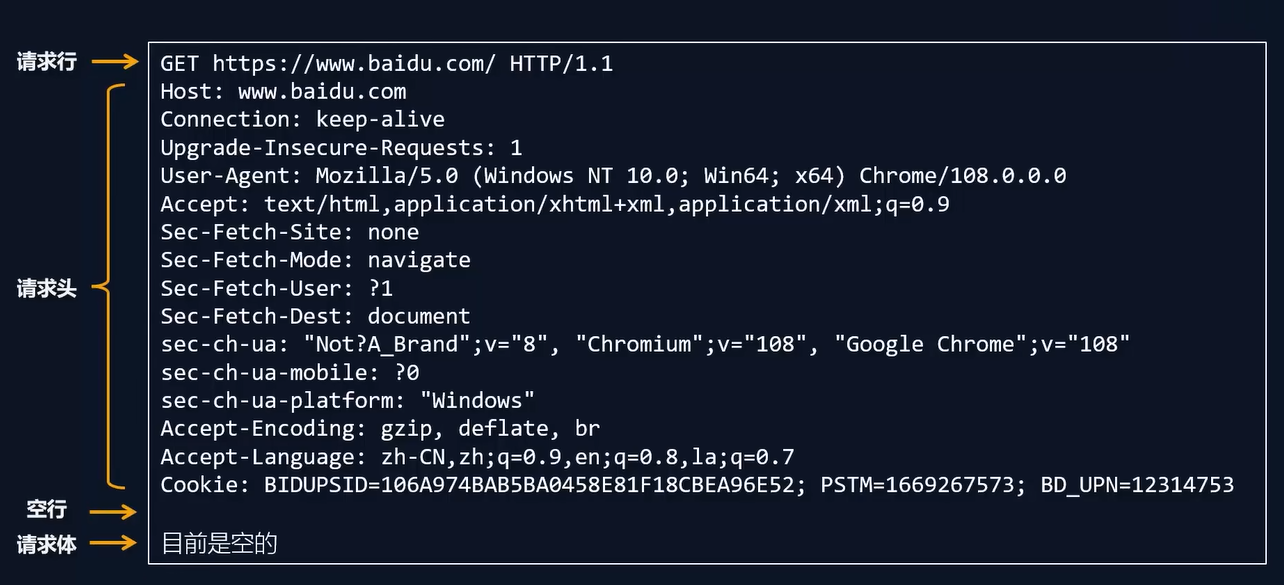 请求行
GET https://www.baidu.com/ HTTP/1.1
Host: www.baidu.com
Connection: keep-alive
Upgrade-Insecure-Requests: 1
User-Agent: Mozilla/5.0 (Windows NT 10.0; Win64; x64) Chrome/108.0.0.0
Accept: text/html,application/xhtml+xml,application/xml;q=0.9
Sec-Fetch-Site: none
Sec-Fetch-Mode: navigate
请求头
Sec-Fetch-User: ?1
Sec-Fetch-Dest: document
sec-ch-ua: "Not?A_Brand";v="8", "Chromium";v="108", "Google Chrome";v="108"
sec-ch-ua-mobile: ?0
sec-ch-ua-platform: "Windows"
Accept-Encoding: gzip, deflate, br
Accept-Language: zh-CN,zh;q=0.9,en;q=0.8,la;q=0.7
Cookie: BIDUPSID=106A974BAB5BA0458E81F18CBEA96E52; PSTM=1669267573; BD_UPN=12314753
空行
请求体
目前是空的